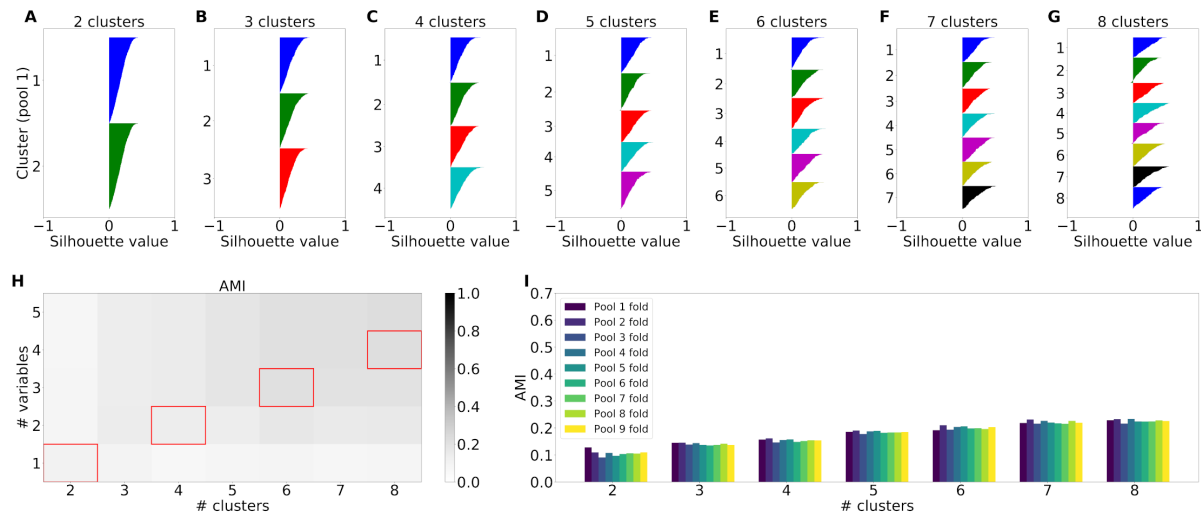 A 2 clusters
B 3 clusters
C 4 clusters
D 5 clusters
E 6 clusters
F 7 clusters
G 8 clusters
Cluster (pool 1)
1
2
−1 0 1
Silhouette value
1
2
3
−1 0 1
Silhouette value
1
2
3
4
−1 0 1
Silhouette value
1
2
3
4
5
−1 0 1
Silhouette value
1
2
3
4
5
6
−1 0 1
Silhouette value
1
2
3
4
5
6
7
−1 0 1
Silhouette value
1
2
3
4
5
6
7
8
−1 0 1
Silhouette value
H AMI
# variables
5
4
3
2
1
2 3 4 5 6 7 8
# clusters
1.0
0.8
0.6
0.4
0.2
0.0
I
AMI
0.7
0.6
0.5
0.4
0.3
0.2
0.1
0.0
Pool 1 fold
Pool 2 fold
Pool 3 fold
Pool 4 fold
Pool 5 fold
Pool 6 fold
Pool 7 fold
Pool 8 fold
Pool 9 fold
2 3 4 5 6 7 8
# clusters